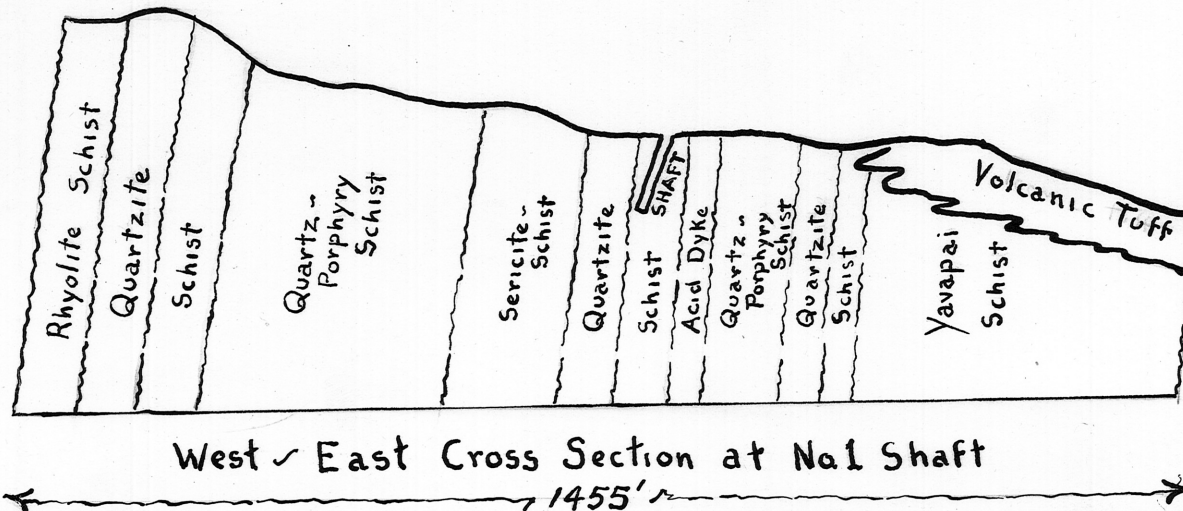 Rhyolite Schist
Quartzite
Schist
Quartz-
Porphyry
Schist
Sericite-
Schist
Quartzite
SHAFT
Schist
Acid Dyke
Quartz-
Porphyry
Schist
Quartzite
Schist
Yavapai
Schist
Volcanic Tuff
West - East Cross Section at No1 Shaft
1455'